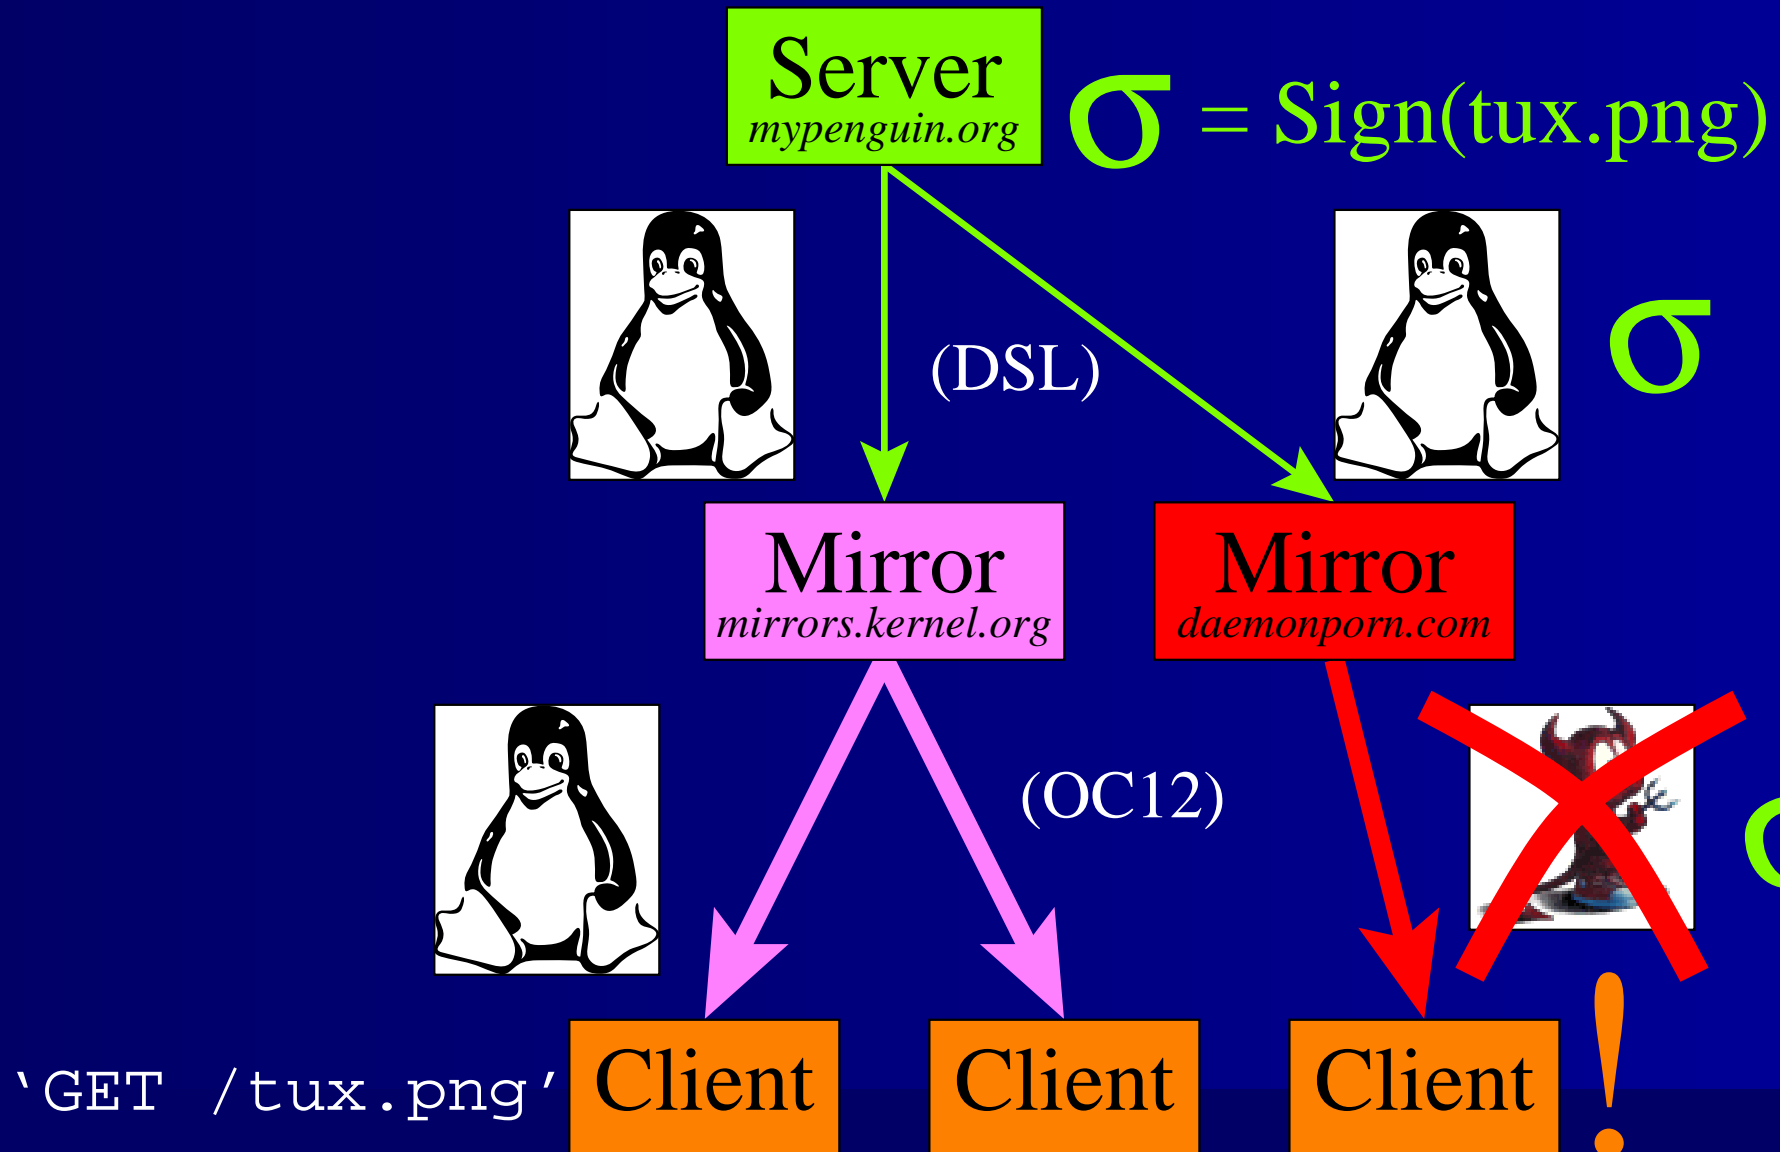 Server
mypenguin.org
σ = Sign(tux.png)
(DSL)
σ
Mirror
mirrors.kernel.org
Mirror
daemonporn.com
(OC12)
σ
‘GET /tux.png’
Client
Client
Client
!